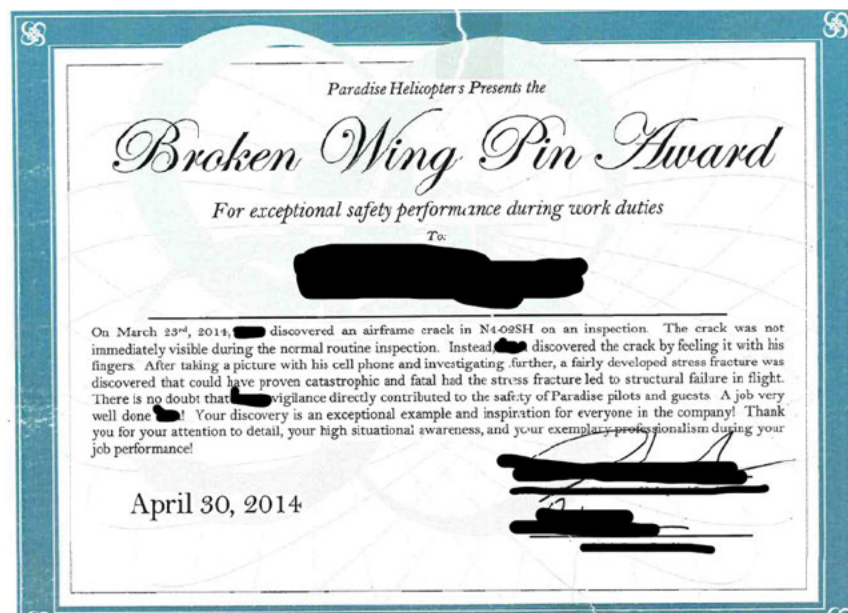 Paradise Helicopters Presents the
Broken Wing Pin Award
For exceptional safety performance during work duties
To:
On March 23rd, 2014, discovered an airframe crack in N402SH on an inspection. The crack was not
immediately visible during the normal routine inspection. Instead, discovered the crack by feeling it with his
fingers. After taking a picture with his cell phone and investigating further, a fairly developed stress fracture was
discovered that could have proven catastrophic and fatal had the stress fracture led to structural failure in flight.
There is no doubt that vigilance directly contributed to the safety of Paradise pilots and guests. A job very
well done ! Your discovery is an exceptional example and inspiration for everyone in the company! Thank
you for your attention to detail, your high situational awareness, and your exemplary professionalism during your
job performance!
April 30, 2014